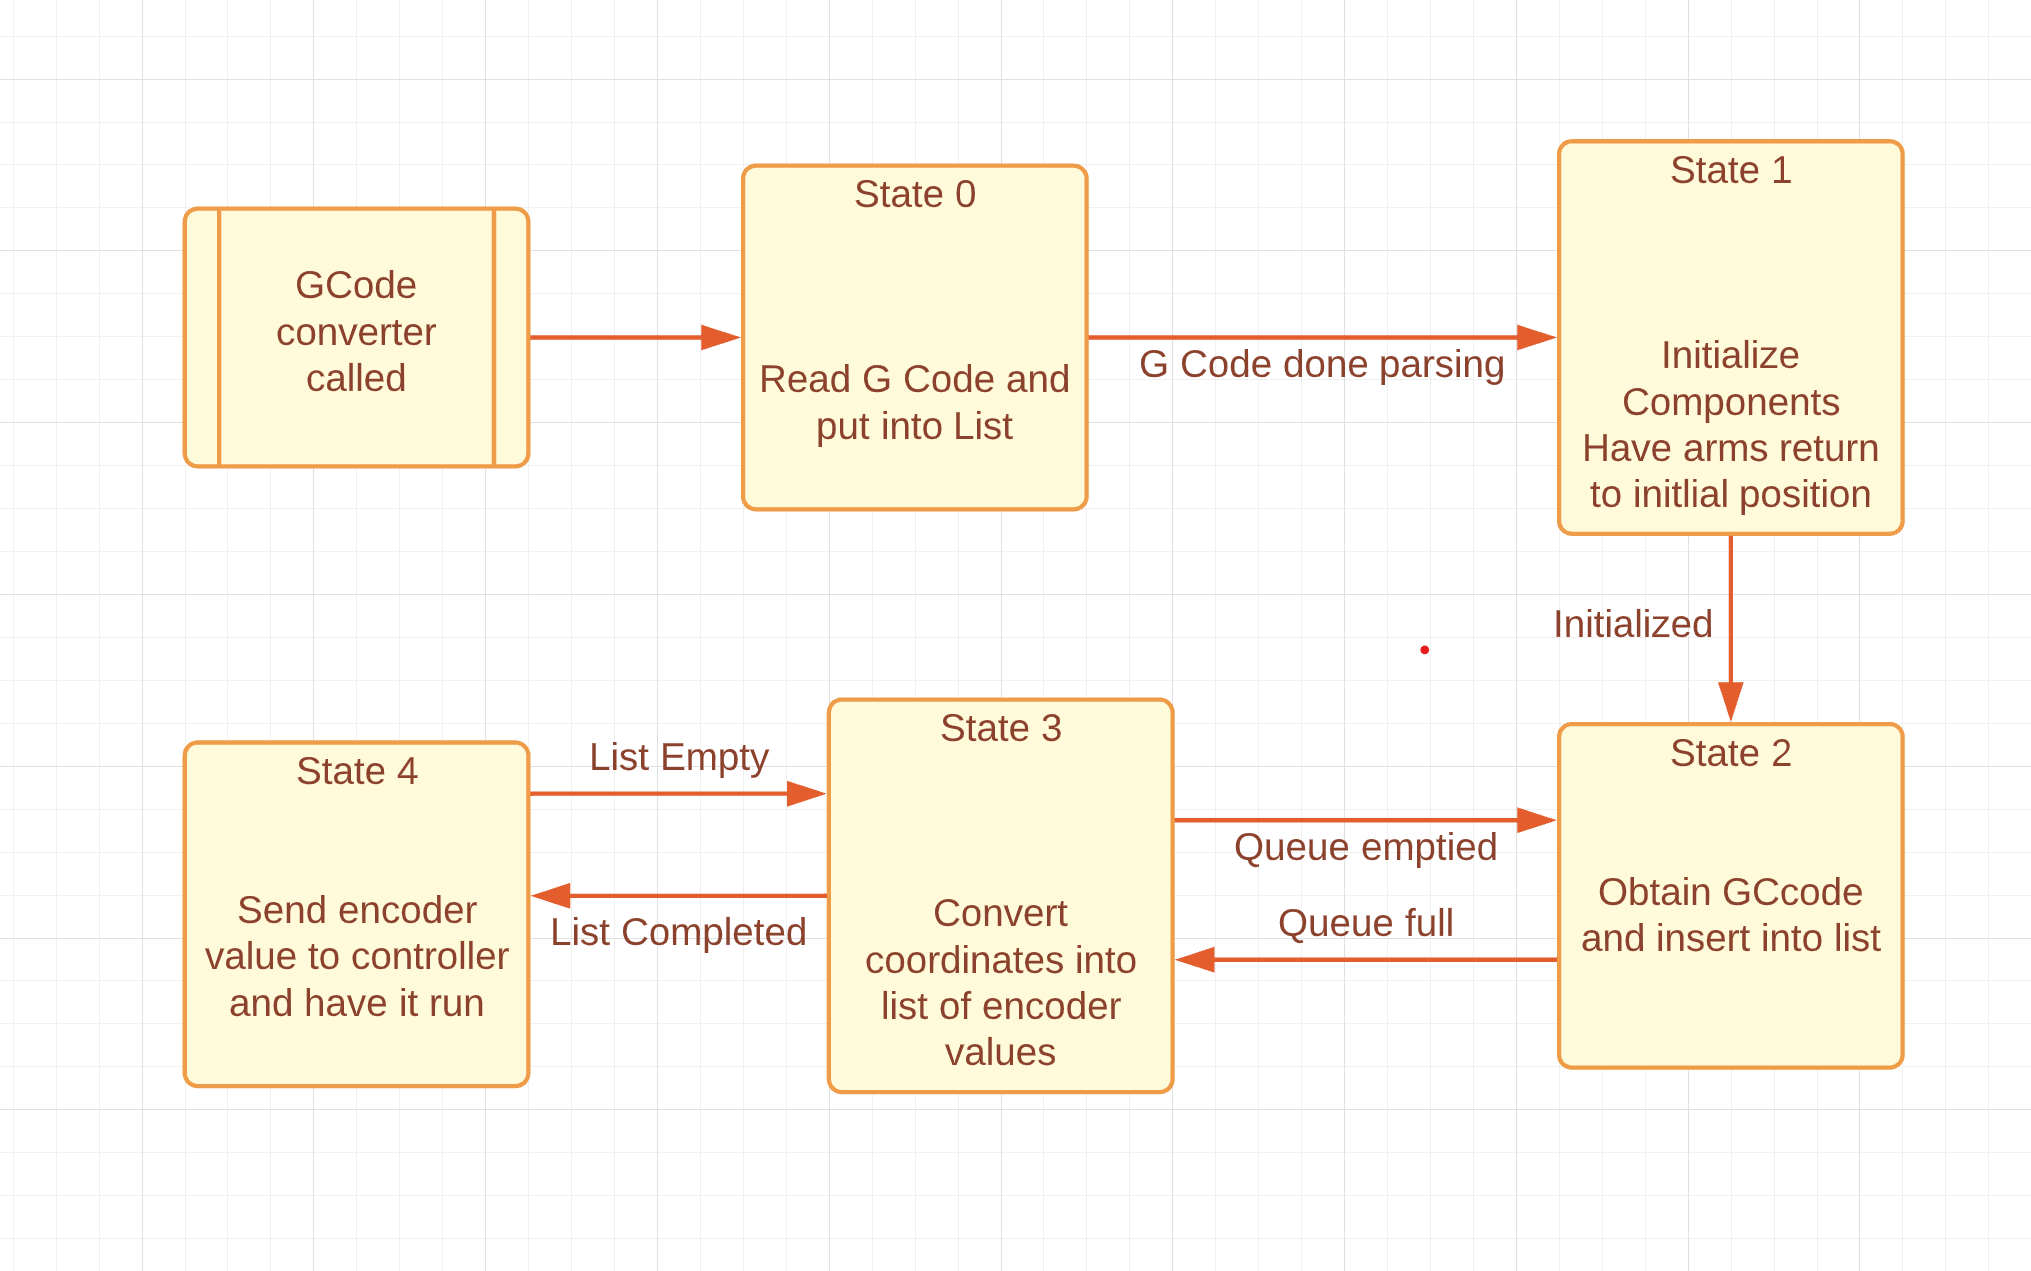 GCode
converter
called
State 0
Read G Code and
put into List
G Code done parsing
State 1
Initialize
Components
Have arms return
to initlial position
Initialized
State 2
Obtain GCcode
and insert into list
Queue emptied
Queue full
State 3
Convert
coordinates into
list of encoder
values
List Empty
List Completed
State 4
Send encoder
value to controller
and have it run